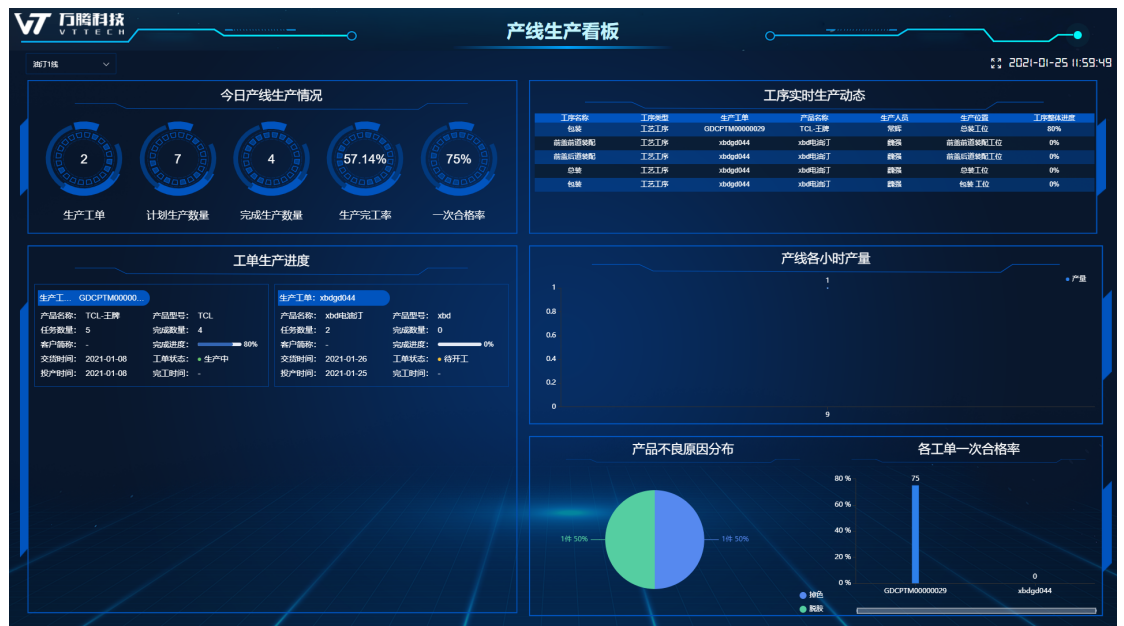 万腾科技
VTTECH
产线生产看板
油汀1线
2021-01-25 11:59:49
今日产线生产情况
2 7 4 57.14% 75%
生产工单 计划生产数量 完成生产数量 生产完工率 一次合格率
工序实时生产动态
工序名称 工序类型 生产工单 产品名称 生产人员 生产位置 工序整体进度
包装 工艺工序 GDCPTM00000029 TCL-王牌 常辉 总装工位 80%
前盖前道装配 工艺工序 xbdgd044 xbd电油汀 魏强 前盖前道装配工位 0%
前盖后道装配 工艺工序 xbdgd044 xbd电油汀 魏强 前盖后道装配工位 0%
总装 工艺工序 xbdgd044 xbd电油汀 魏强 总装工位 0%
包装 工艺工序 xbdgd044 xbd电油汀 魏强 包装工位 0%
工单生产进度
生产工... GDCPTM00000...
产品名称: TCL-王牌 产品型号: TCL
任务数量: 5 完成数量: 4
客户简称: - 完成进度: 80%
交货时间: 2021-01-08 工单状态: 生产中
投产时间: 2021-01-08 完工时间: -
生产工单: xbdgd044
产品名称: xbd电油汀 产品型号: xbd
任务数量: 2 完成数量: 0
客户简称: - 完成进度: 0%
交货时间: 2021-01-26 工单状态: 待开工
投产时间: 2021-01-25 完工时间: -
产线各小时产量
产量
1
1
0.8
0.6
0.4
0.2
0
9
产品不良原因分布
1件 50%
1件 50%
掉色
脱胶
各工单一次合格率
80 %
75
60 %
40 %
20 %
0
0 %
GDCPTM00000029 xbdgd044